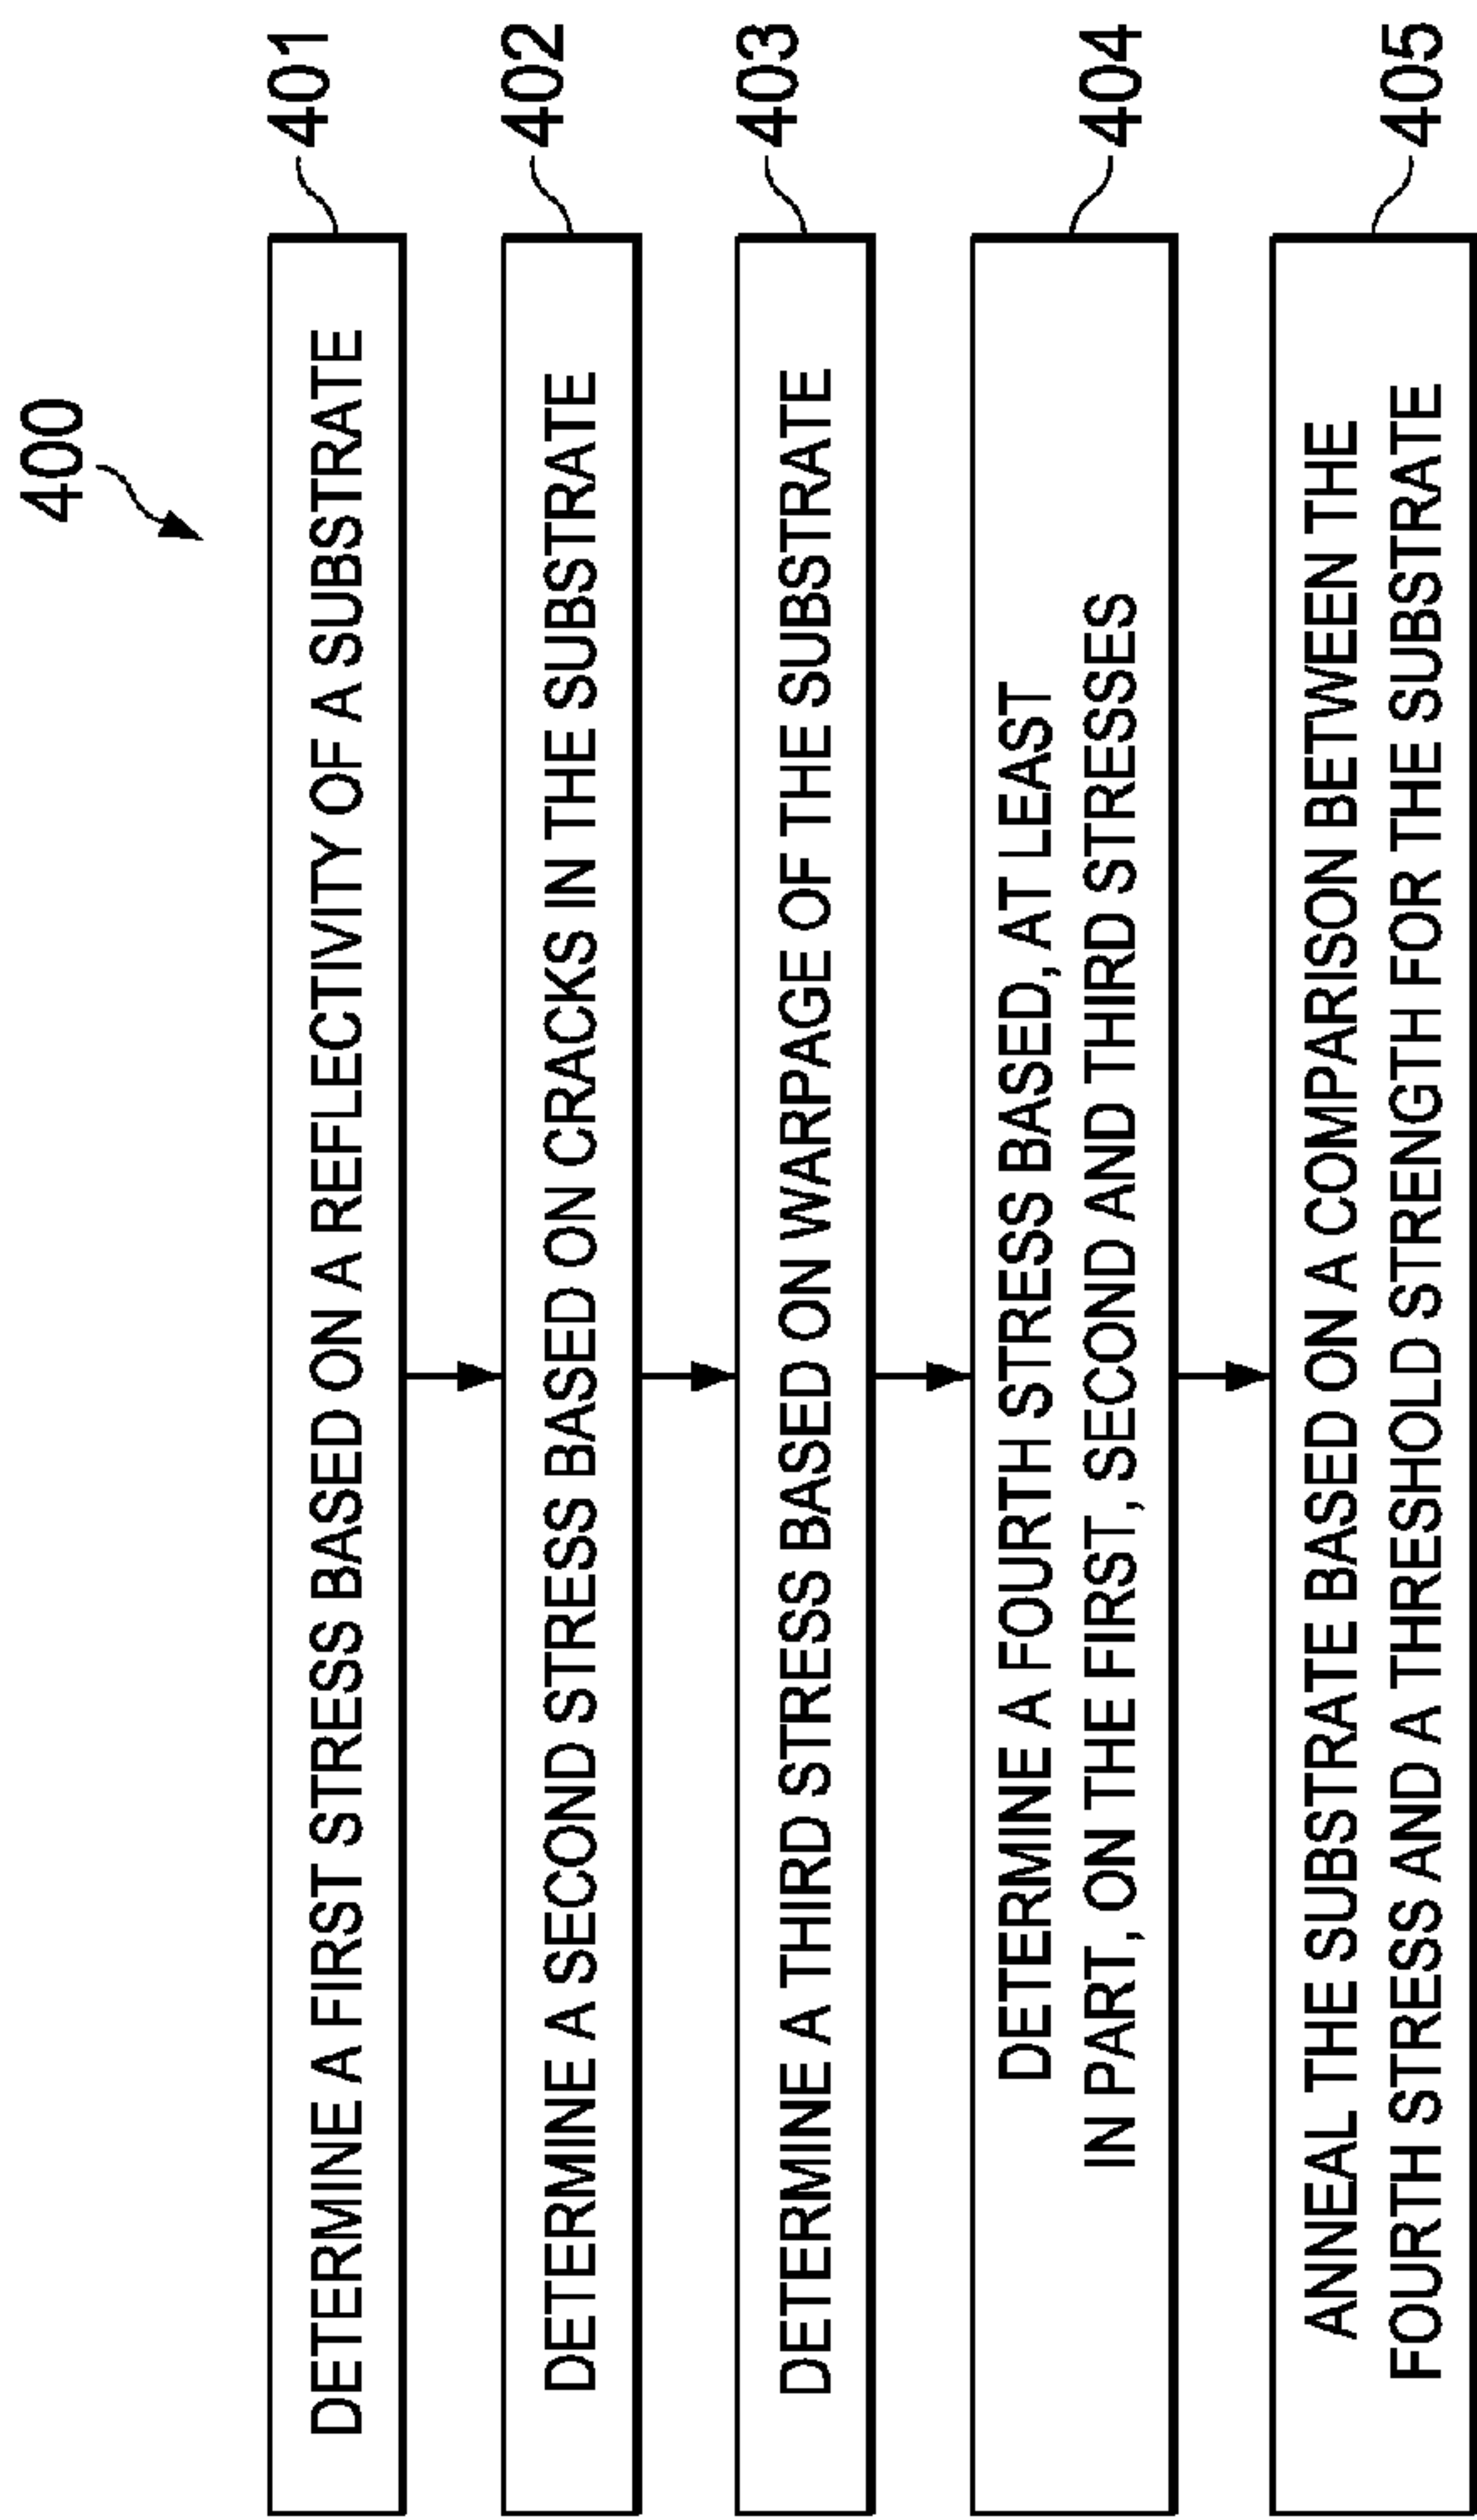 400
DETERMINE A FIRST STRESS BASED ON A REFLECTIVITY OF A SUBSTRATE
401
DETERMINE A SECOND STRESS BASED ON CRACKS IN THE SUBSTRATE
402
DETERMINE A THIRD STRESS BASED ON WARPAGE OF THE SUBSTRATE
403
DETERMINE A FOURTH STRESS BASED, AT LEAST
IN PART, ON THE FIRST, SECOND AND THIRD STRESSES
404
ANNEAL THE SUBSTRATE BASED ON A COMPARISON BETWEEN THE
FOURTH STRESS AND A THRESHOLD STRENGTH FOR THE SUBSTRATE
405